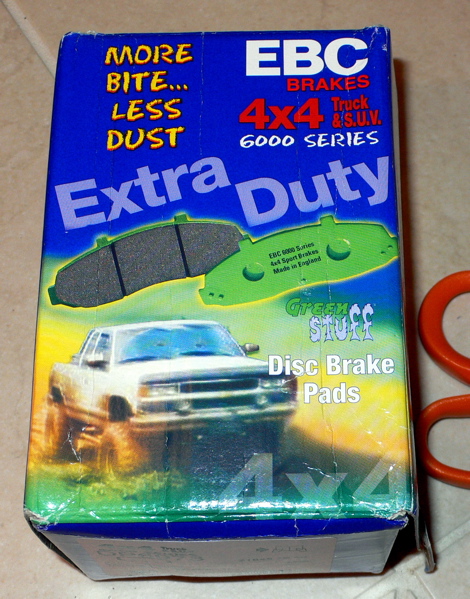 MORE
BITE...
LESS
DUST
EBC
BRAKES
4x4 Truck & S.U.V.
6000 SERIES
Extra Duty
EBC 6000 Series
4x4 Sport Brakes
Made in England
Green
STUFF
Disc Brake
Pads
4x4